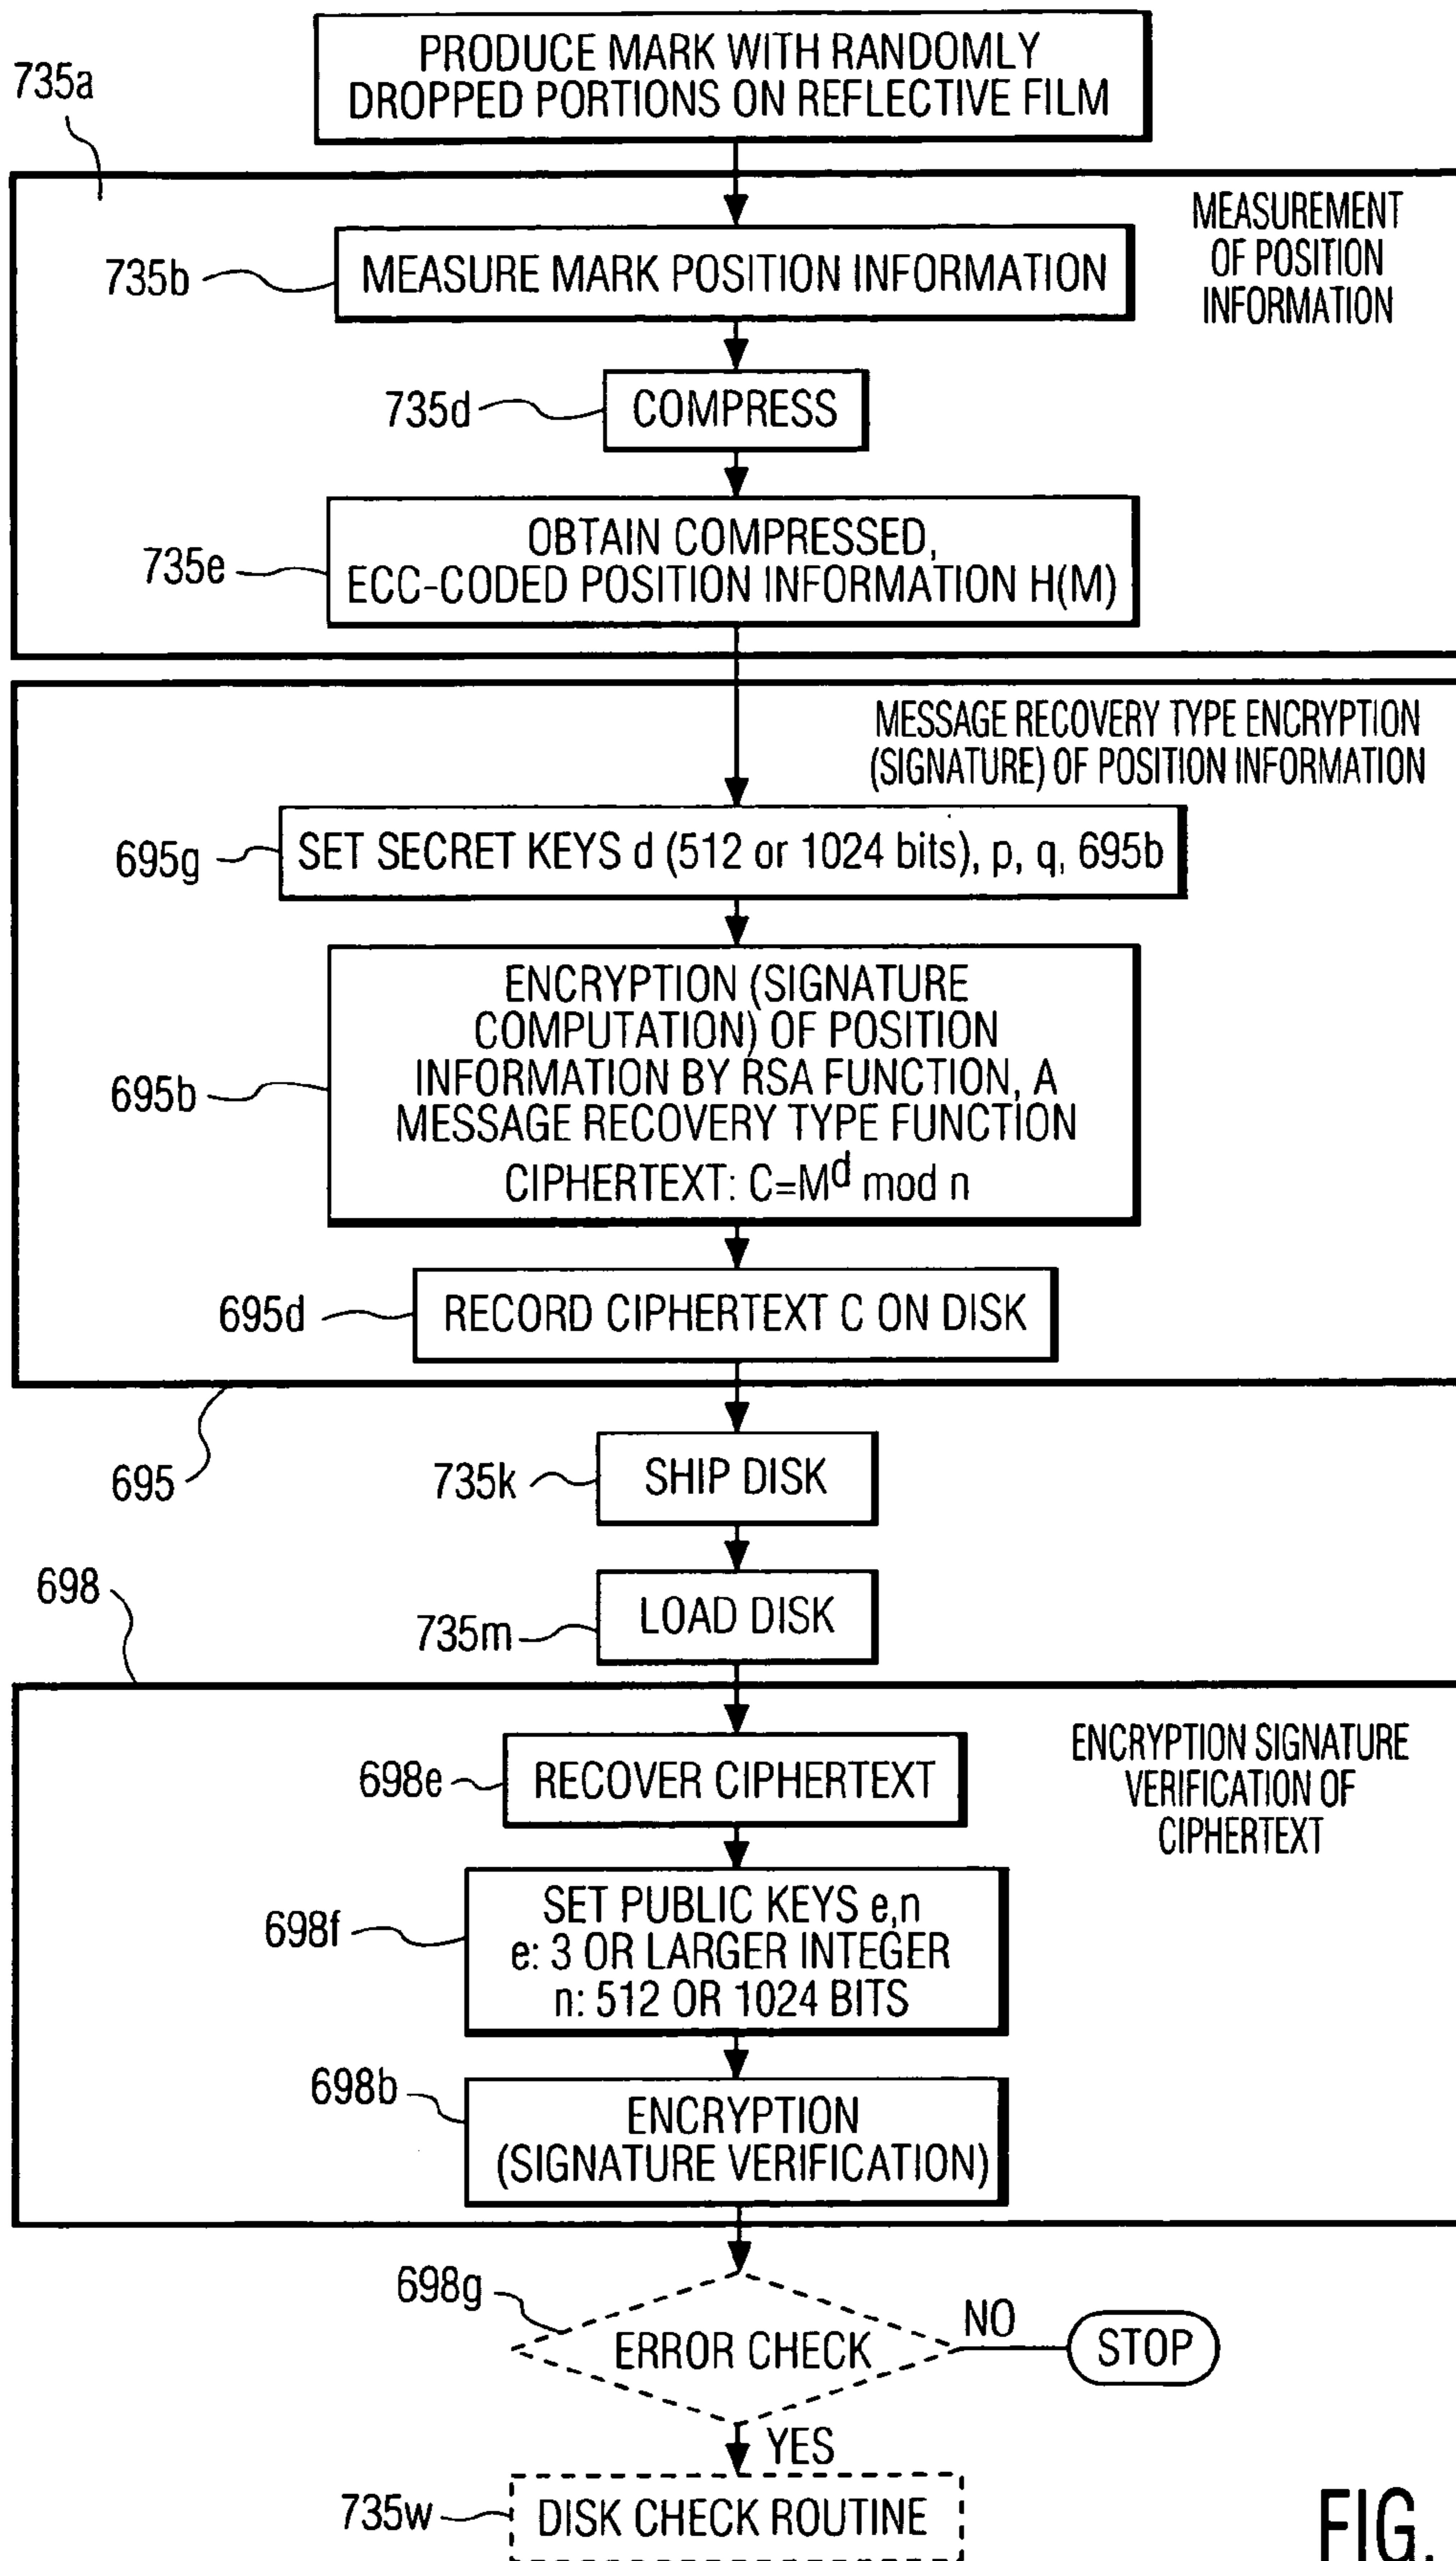 PRODUCE MARK WITH RANDOMLY
DROPPED PORTIONS ON REFLECTIVE FILM
735a
MEASUREMENT
OF POSITION
INFORMATION
735b
MEASURE MARK POSITION INFORMATION
735d
COMPRESS
735e
OBTAIN COMPRESSED,
ECC-CODED POSITION INFORMATION H(M)
MESSAGE RECOVERY TYPE ENCRYPTION
(SIGNATURE) OF POSITION INFORMATION
695g
SET SECRET KEYS d (512 or 1024 bits), p, q, 695b
695b
ENCRYPTION (SIGNATURE
COMPUTATION) OF POSITION
INFORMATION BY RSA FUNCTION, A
MESSAGE RECOVERY TYPE FUNCTION
CIPHERTEXT: C=M^d mod n
695d
RECORD CIPHERTEXT C ON DISK
695
735k
SHIP DISK
698
735m
LOAD DISK
698e
RECOVER CIPHERTEXT
ENCRYPTION SIGNATURE
VERIFICATION OF
CIPHERTEXT
698f
SET PUBLIC KEYS e,n
e: 3 OR LARGER INTEGER
n: 512 OR 1024 BITS
698b
ENCRYPTION
(SIGNATURE VERIFICATION)
698g
ERROR CHECK
NO
STOP
YES
735w
DISK CHECK ROUTINE
FIG.